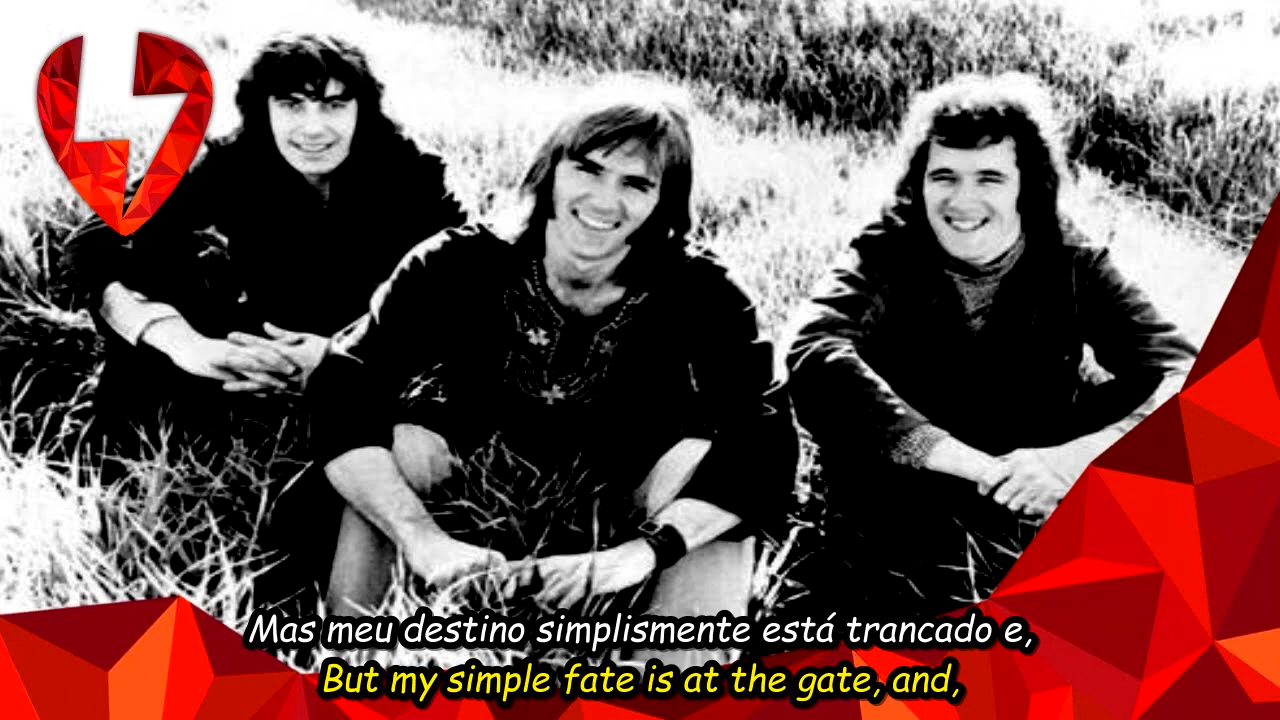 Mas meu destino simplismente está trancado e,
But my simple fate is at the gate, and,